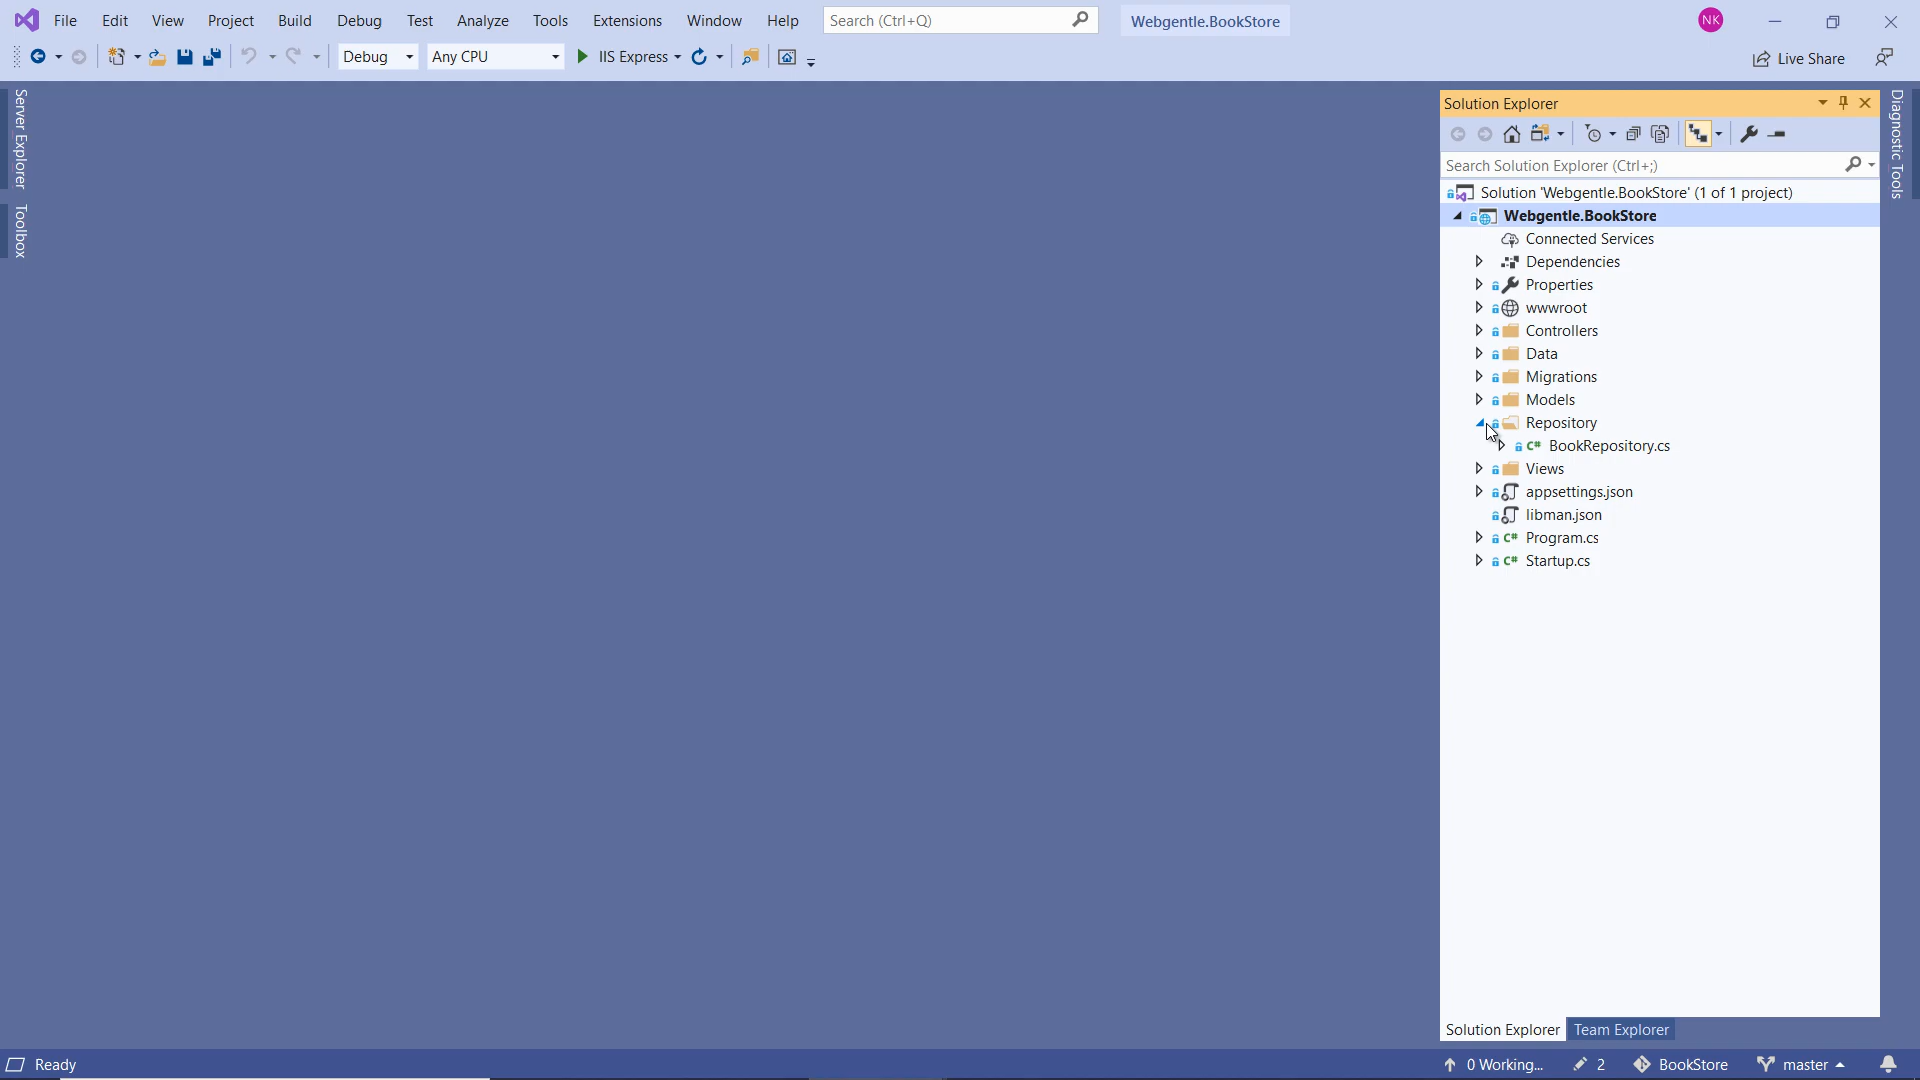 File Edit View Project Build Debug Test Analyze Tools Extensions Window Help Search (Ctrl+Q) Webgentle.BookStore NK
Debug Any CPU IIS Express Live Share
Server Explorer
Toolbox
Solution Explorer
Search Solution Explorer (Ctrl+;)
Solution 'Webgentle.BookStore' (1 of 1 project)
Webgentle.BookStore
Connected Services
Dependencies
Properties
wwwroot
Controllers
Data
Migrations
Models
Repository
C# BookRepository.cs
Views
appsettings.json
libman.json
C# Program.cs
C# Startup.cs
Solution Explorer Team Explorer
Diagnostic Tools
Ready 0 Working... 2 BookStore master